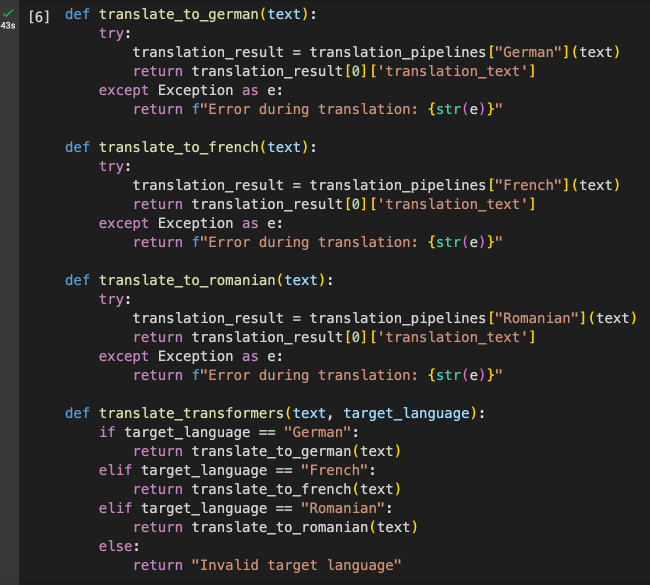 ✓
43s
[6] def translate_to_german(text):
    try:
        translation_result = translation_pipelines["German"](text)
        return translation_result[0]['translation_text']
    except Exception as e:
        return f"Error during translation: {str(e)}"

def translate_to_french(text):
    try:
        translation_result = translation_pipelines["French"](text)
        return translation_result[0]['translation_text']
    except Exception as e:
        return f"Error during translation: {str(e)}"

def translate_to_romanian(text):
    try:
        translation_result = translation_pipelines["Romanian"](text)
        return translation_result[0]['translation_text']
    except Exception as e:
        return f"Error during translation: {str(e)}"

def translate_transformers(text, target_language):
    if target_language == "German":
        return translate_to_german(text)
    elif target_language == "French":
        return translate_to_french(text)
    elif target_language == "Romanian":
        return translate_to_romanian(text)
    else:
        return "Invalid target language"